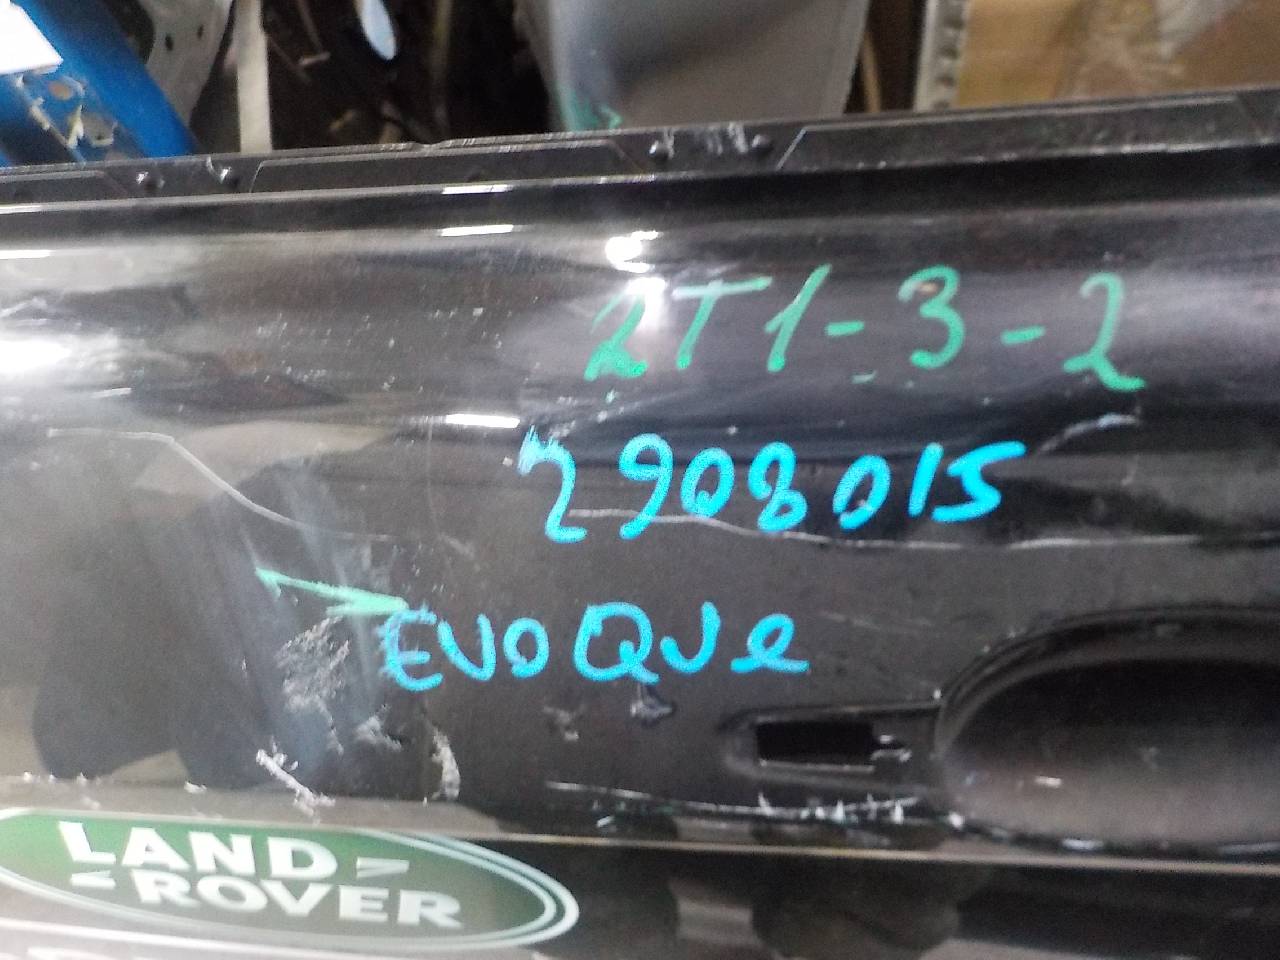 2T1-3-2
2908015
EVOQUe
LAND
ROVER